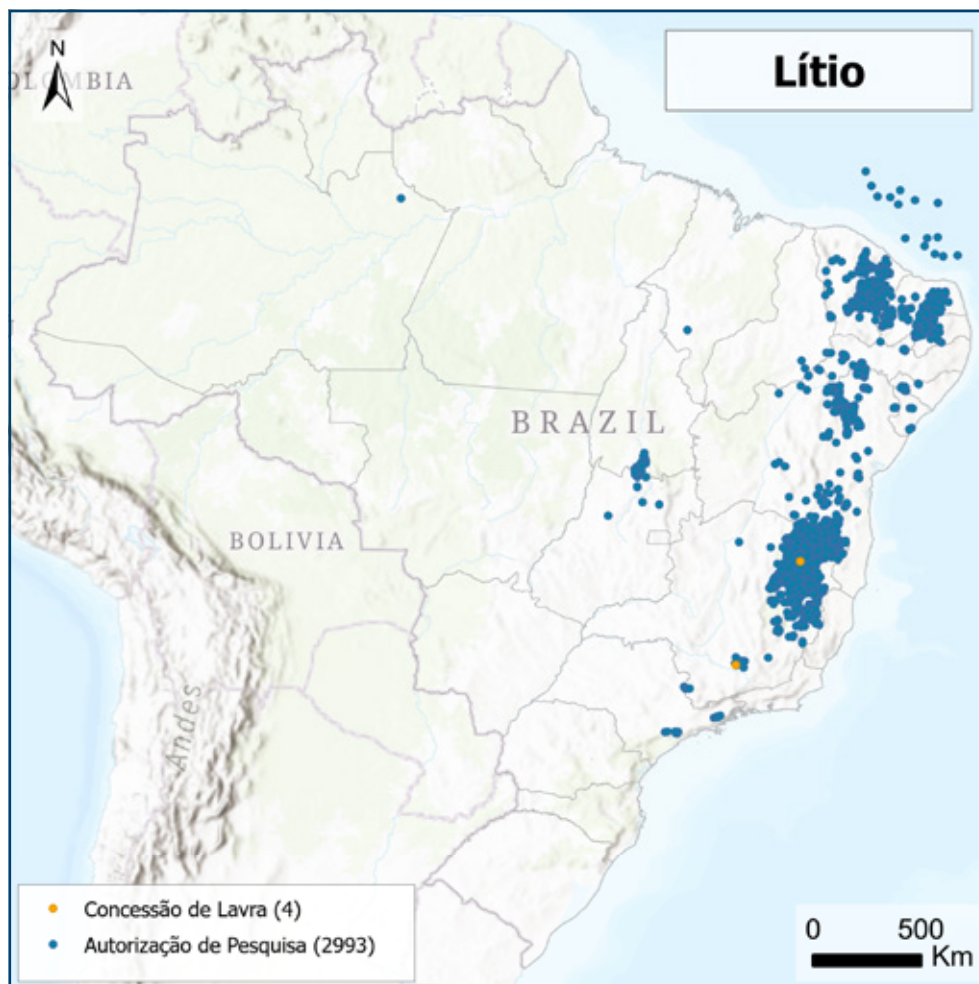 Lítio
N
OLOMBIA
BRAZIL
BOLIVIA
Andes
Concessão de Lavra (4)
Autorização de Pesquisa (2993)
0 500
Km